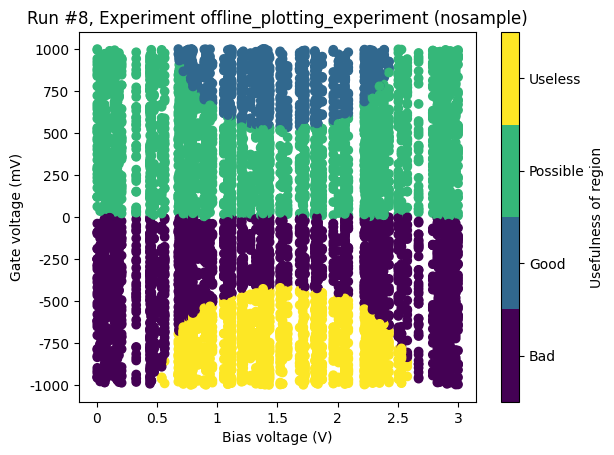 Run #8, Experiment offline_plotting_experiment (nosample)
1000
750
500
250
0
-250
-500
-750
-1000
Gate voltage (mV)
0
0.5
1
1.5
2
2.5
3
Bias voltage (V)
Useless
Possible
Good
Bad
Usefulness of region